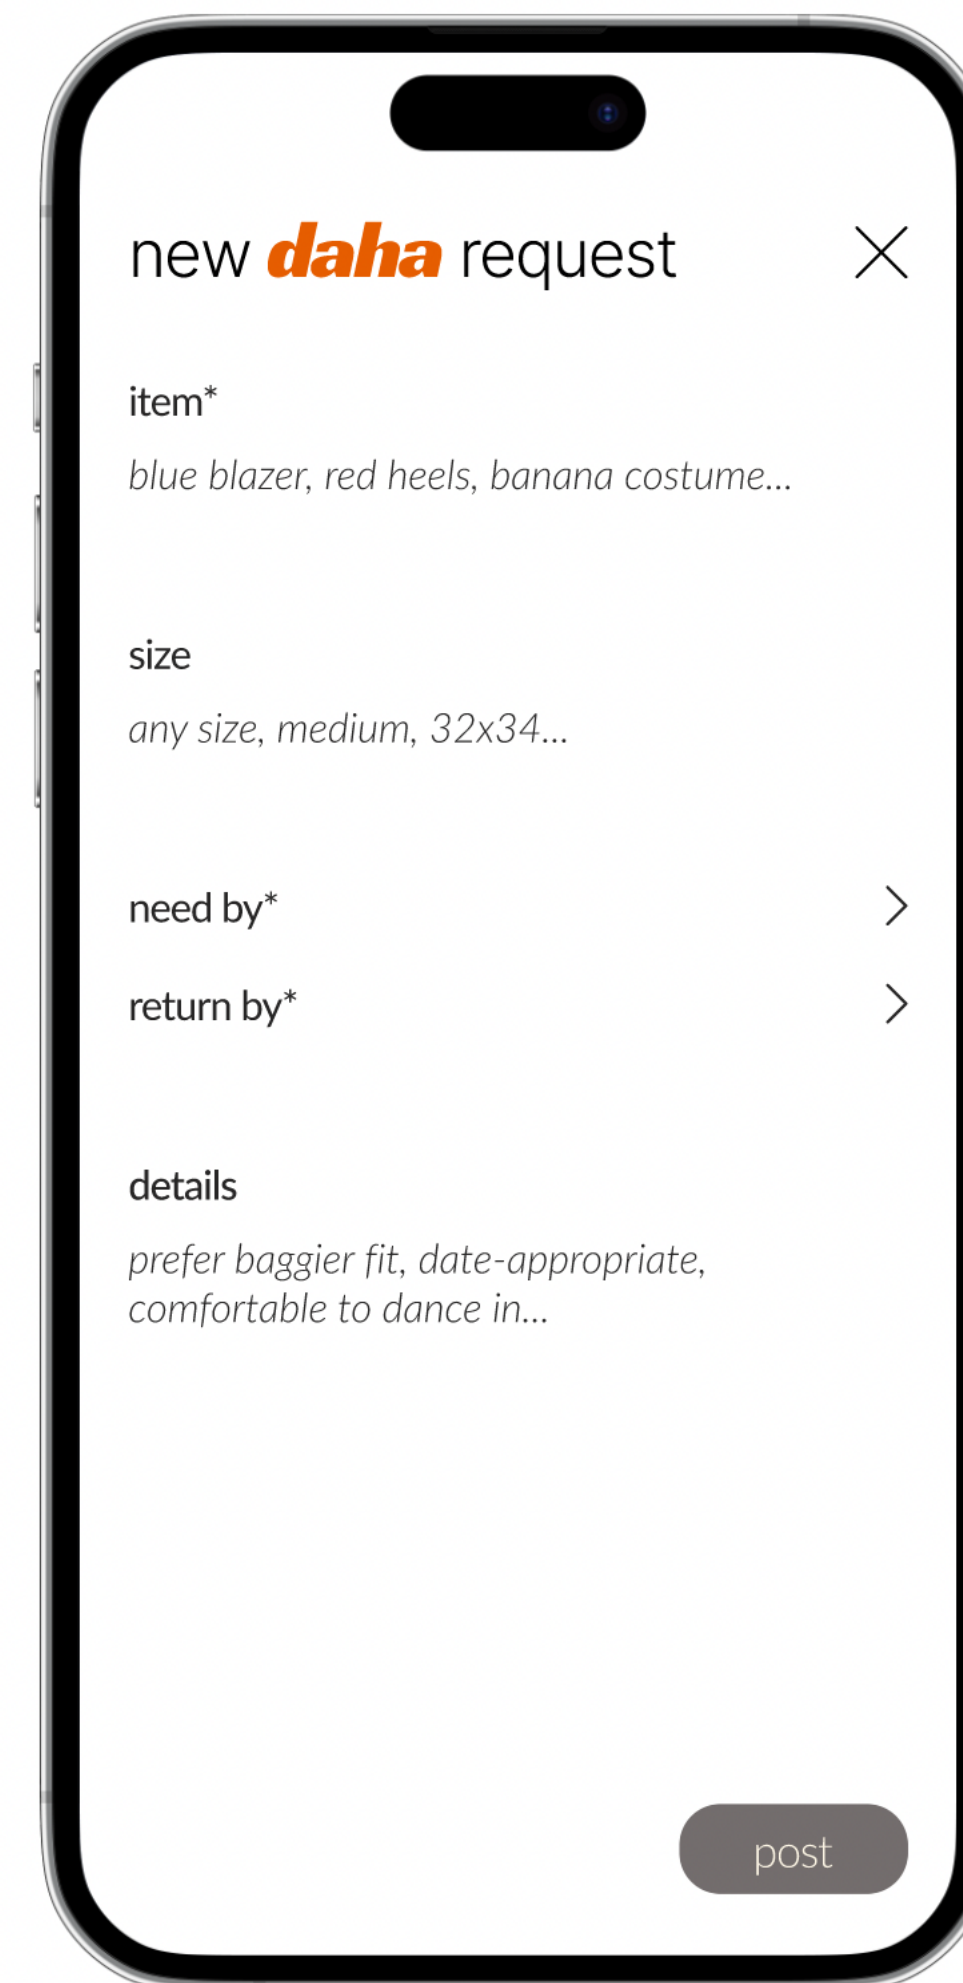 new daha request
item*
blue blazer, red heels, banana costume...
size
any size, medium, 32x34...
need by*
return by*
details
prefer baggier fit, date-appropriate,
comfortable to dance in...
post